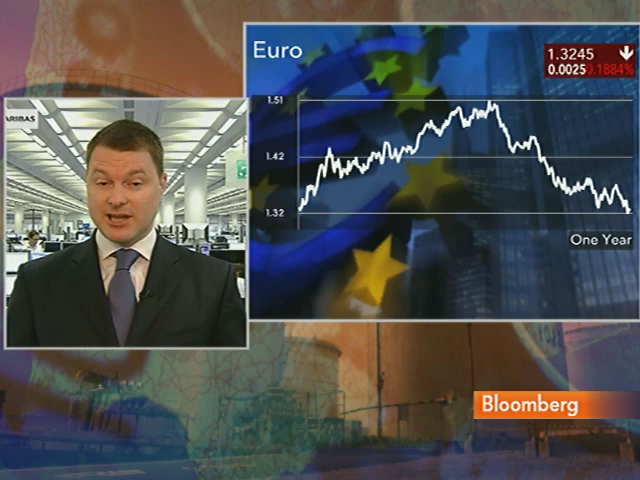 Euro
1.3245
0.0025 0.1884%
1.51
1.42
1.32
One Year
ARIBAS
Bloomberg